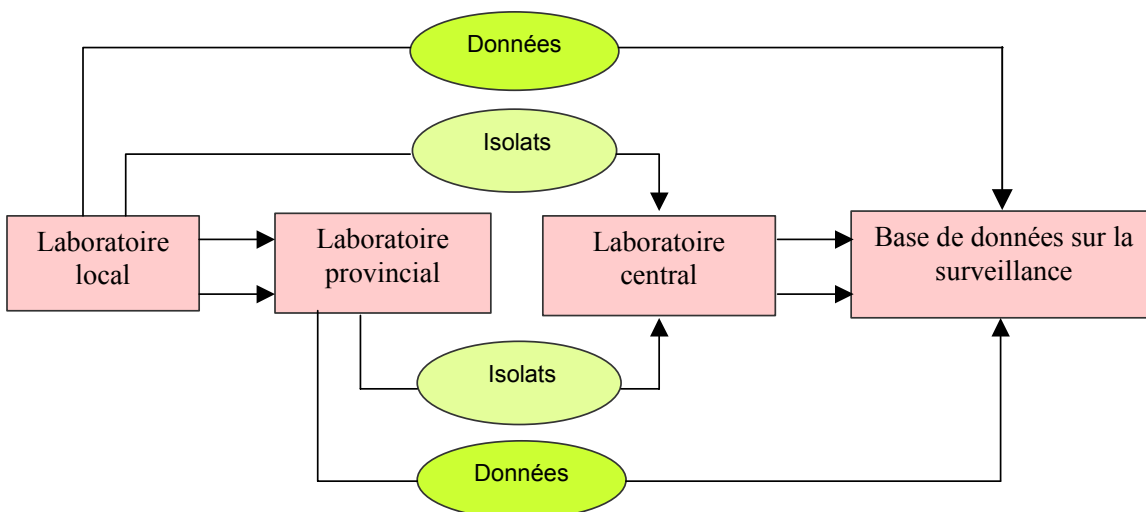 Données
Isolats
Laboratoire
local
Laboratoire
provincial
Laboratoire
central
Base de données sur la
surveillance
Isolats
Données